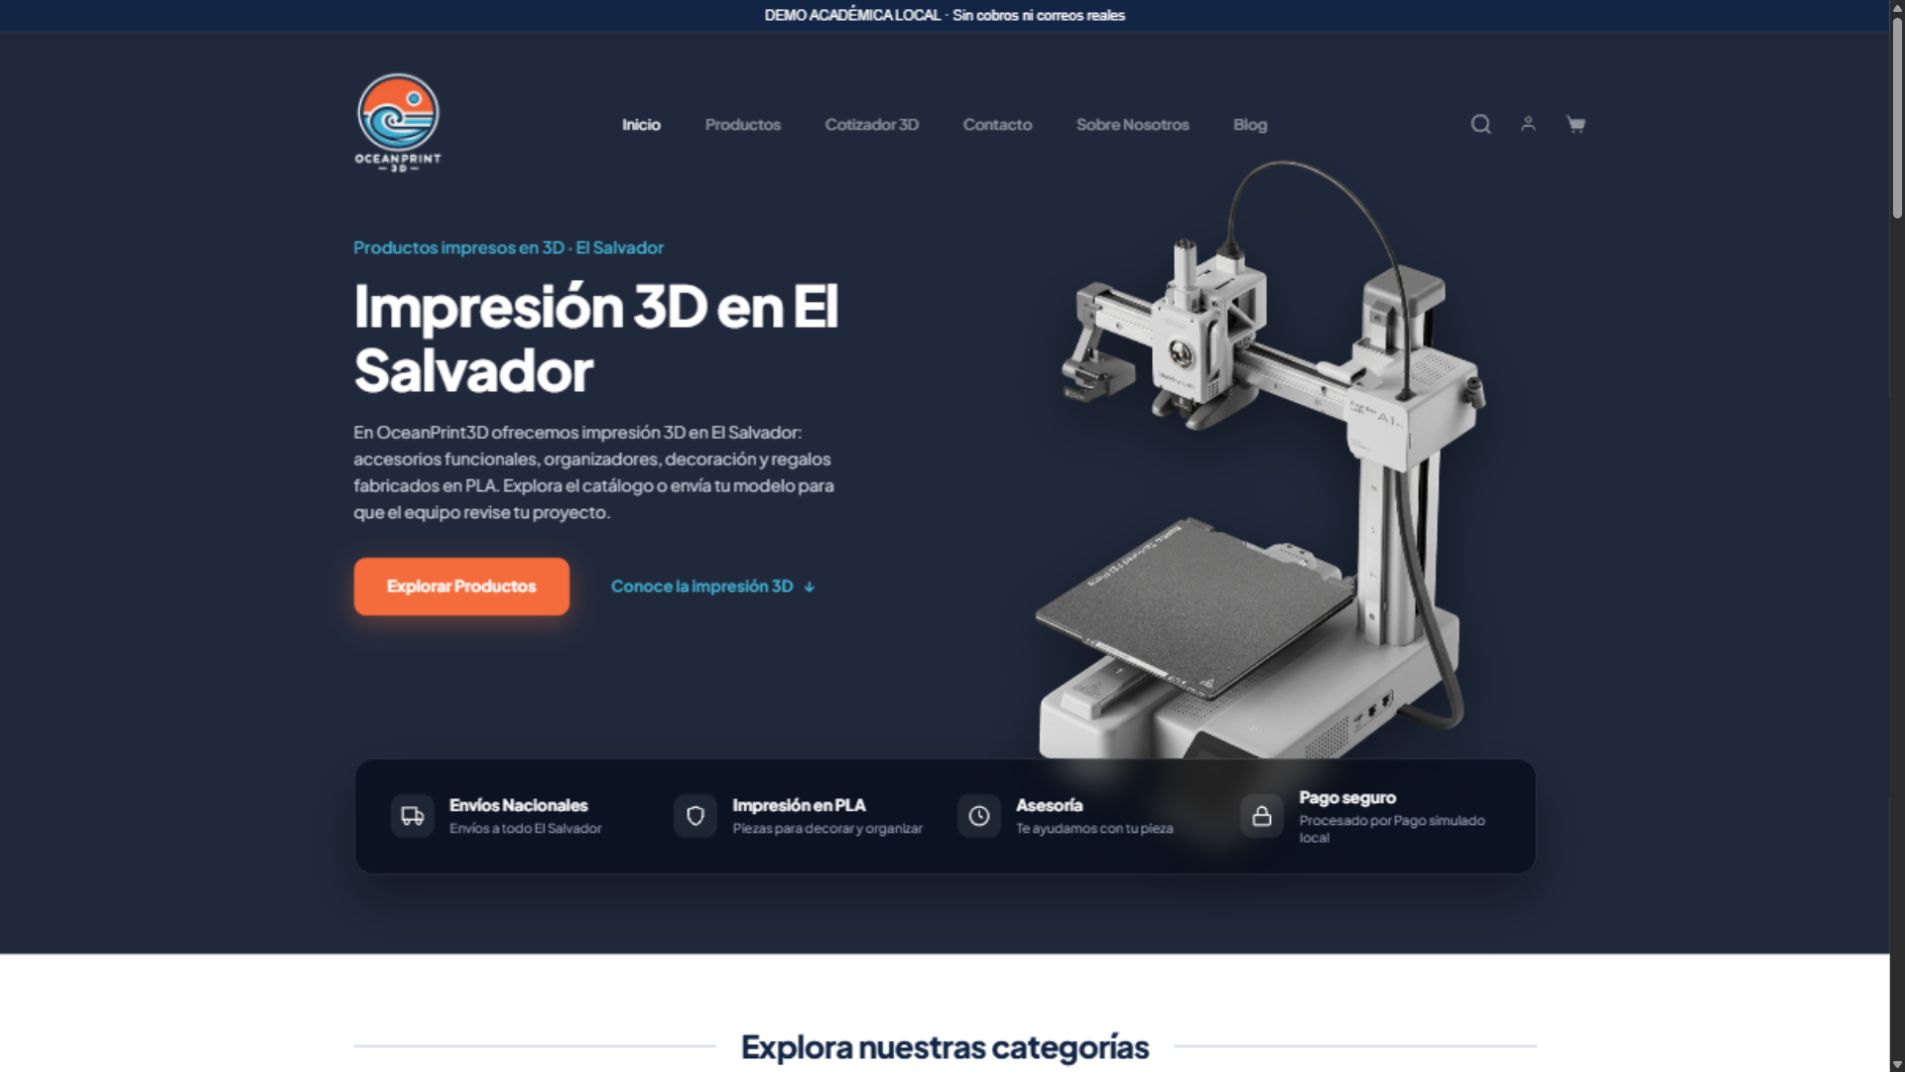 DEMO ACADÉMICA LOCAL · Sin cobros ni correos reales
OCEANPRINT
3D
Inicio
Productos
Cotizador 3D
Contacto
Sobre Nosotros
Blog
Productos impresos en 3D · El Salvador
Impresión 3D en El
Salvador
En OceanPrint3D ofrecemos impresión 3D en El Salvador:
accesorios funcionales, organizadores, decoración y regalos
fabricados en PLA. Explora el catálogo o envía tu modelo para
que el equipo revise tu proyecto.
Explorar Productos
Conoce la impresión 3D ↓
A1
Envíos Nacionales
Envíos a todo El Salvador
Impresión en PLA
Piezas para decorar y organizar
Asesoría
Te ayudamos con tu pieza
Pago seguro
Procesado por Pago simulado
local
Explora nuestras categorías